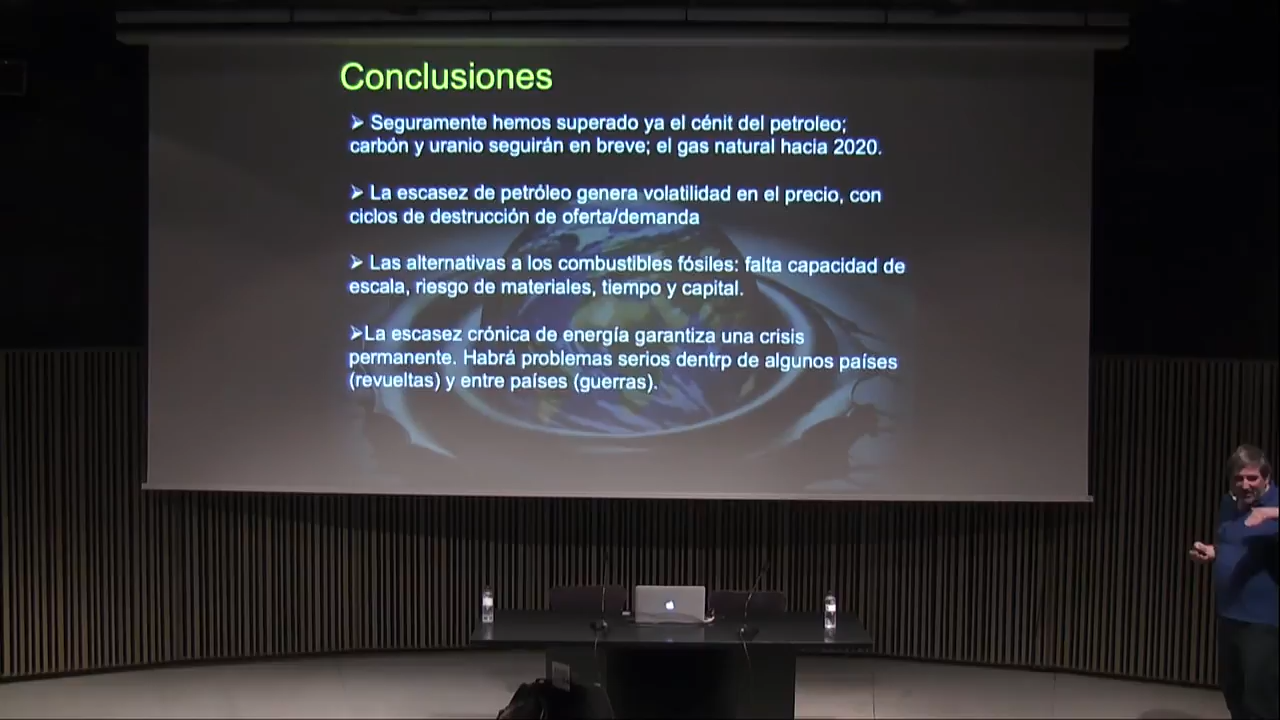 Conclusiones
➢ Seguramente hemos superado ya el cénit del petroleo;
carbón y uranio seguirán en breve; el gas natural hacia 2020.
➢ La escasez de petróleo genera volatilidad en el precio, con
ciclos de destrucción de oferta/demanda
➢ Las alternativas a los combustibles fósiles: falta capacidad de
escala, riesgo de materiales, tiempo y capital.
➢La escasez crónica de energía garantiza una crisis
permanente. Habrá problemas serios dentrp de algunos países
(revueltas) y entre países (guerras).